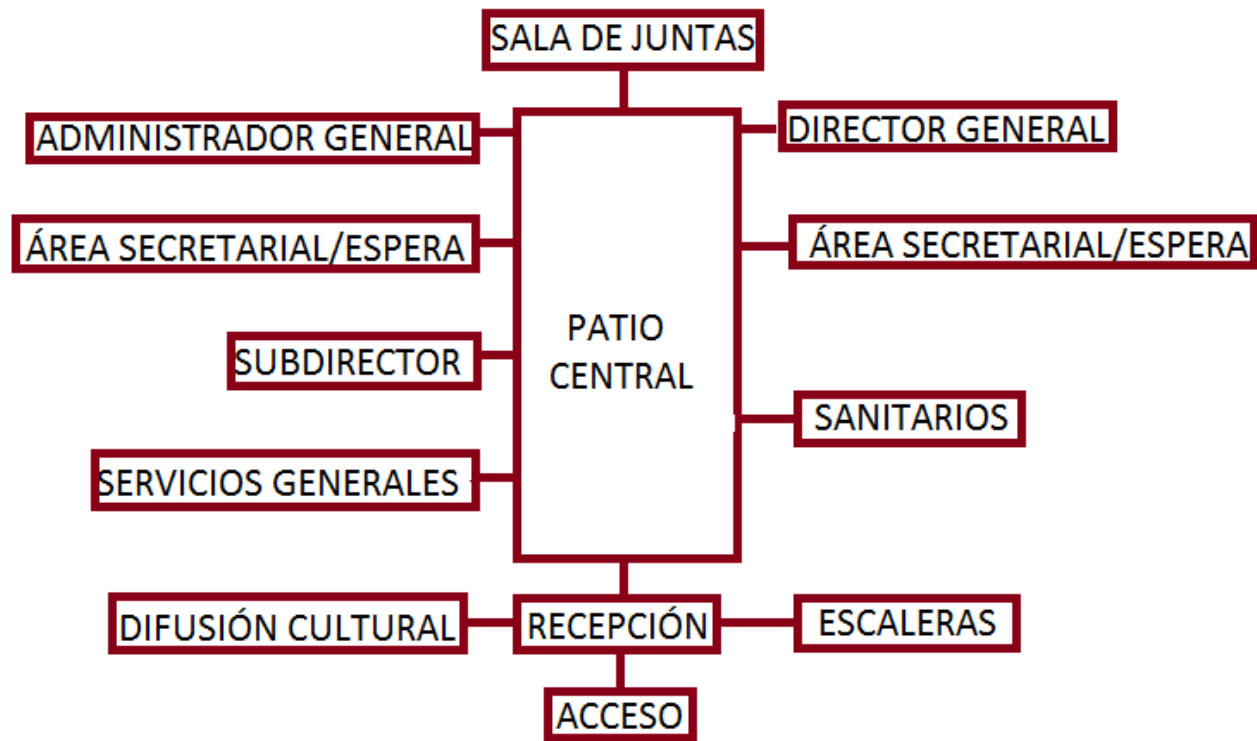 SALA DE JUNTAS
ADMINISTRADOR GENERAL
DIRECTOR GENERAL
ÁREA SECRETARIAL/ESPERA
ÁREA SECRETARIAL/ESPERA
PATIO
CENTRAL
SUBDIRECTOR
SANITARIOS
SERVICIOS GENERALES
DIFUSIÓN CULTURAL
RECEPCIÓN
ESCALERAS
ACCESO